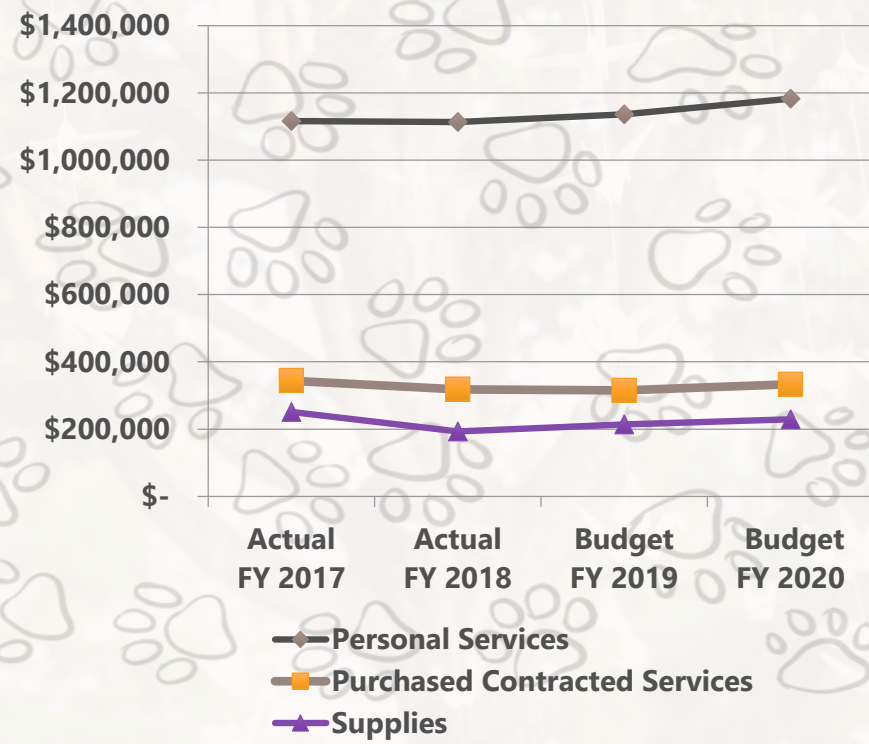 $1,400,000
$1,200,000
$1,000,000
$800,000
$600,000
$400,000
$200,000
$-
Actual Actual Budget Budget
FY 2017 FY 2018 FY 2019 FY 2020
Personal Services
Purchased Contracted Services
Supplies